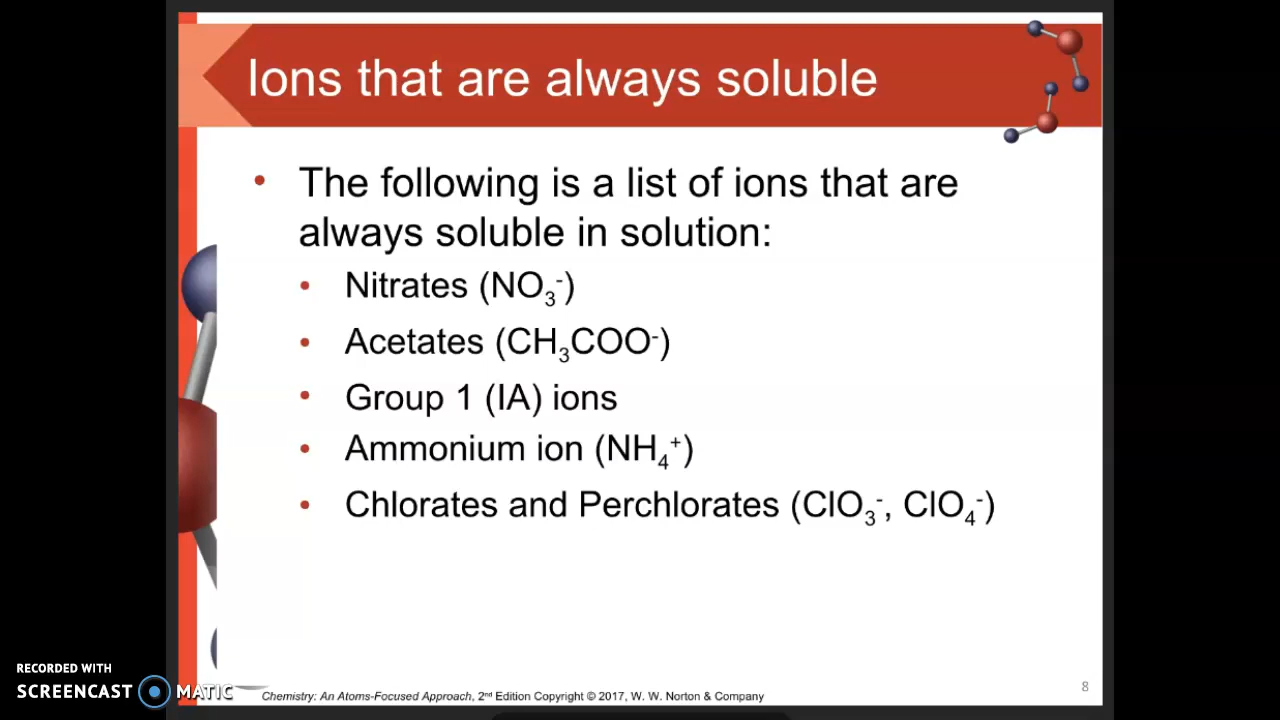 Ions that are always soluble
• The following is a list of ions that are
always soluble in solution:
• Nitrates (NO₃⁻)
• Acetates (CH₃COO⁻)
• Group 1 (IA) ions
• Ammonium ion (NH₄⁺)
• Chlorates and Perchlorates (ClO₃⁻, ClO₄⁻)
RECORDED WITH
SCREENCAST MATIC
Chemistry: An Atoms-Focused Approach, 2ⁿᵈ Edition Copyright © 2017, W. W. Norton & Company
8